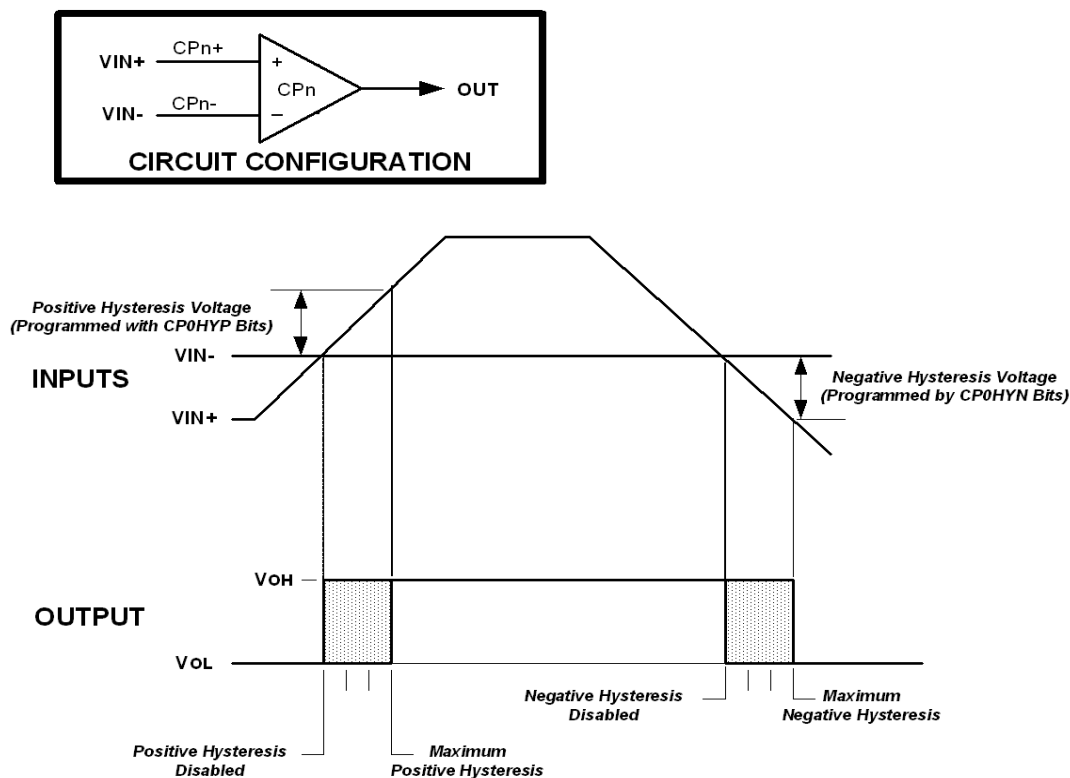 VIN+
CPn+
+
CPn
OUT
VIN-
CPn-
−
CIRCUIT CONFIGURATION
Positive Hysteresis Voltage
(Programmed with CP0HYP Bits)
VIN-
INPUTS
Negative Hysteresis Voltage
(Programmed by CP0HYN Bits)
VIN+
VOH
OUTPUT
VOL
Negative Hysteresis
Disabled
Maximum
Negative Hysteresis
Positive Hysteresis
Disabled
Maximum
Positive Hysteresis